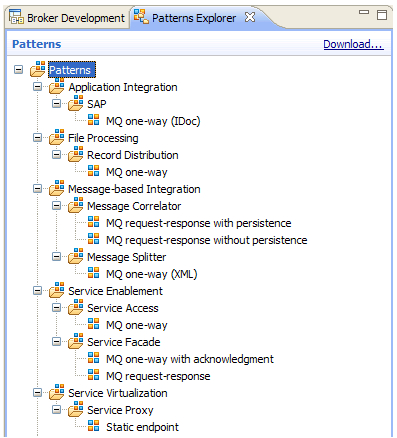 Broker Development Patterns Explorer
Patterns Download...
Patterns
Application Integration
SAP
MQ one-way (IDoc)
File Processing
Record Distribution
MQ one-way
Message-based Integration
Message Correlator
MQ request-response with persistence
MQ request-response without persistence
Message Splitter
MQ one-way (XML)
Service Enablement
Service Access
MQ one-way
Service Facade
MQ one-way with acknowledgment
MQ request-response
Service Virtualization
Service Proxy
Static endpoint